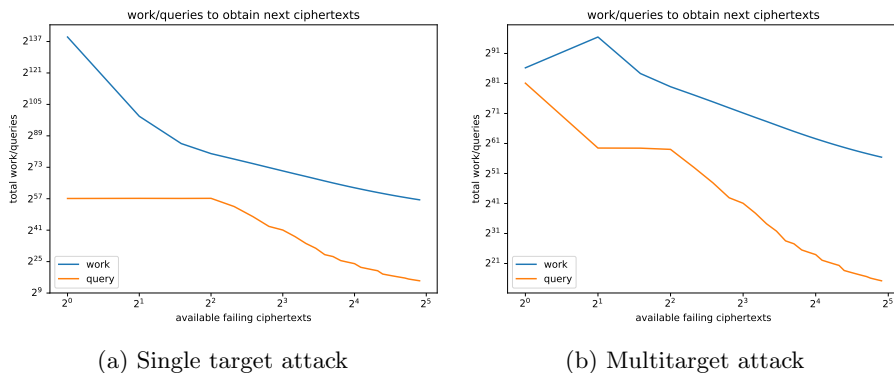 work/queries to obtain next ciphertexts
total work/queries
2^137
2^121
2^105
2^89
2^73
2^57
2^41
2^25
2^9
work
query
2^0 2^1 2^2 2^3 2^4 2^5
available failing ciphertexts
(a) Single target attack
work/queries to obtain next ciphertexts
total work/queries
2^91
2^81
2^71
2^61
2^51
2^41
2^31
2^21
work
query
2^0 2^1 2^2 2^3 2^4 2^5
available failing ciphertexts
(b) Multitarget attack